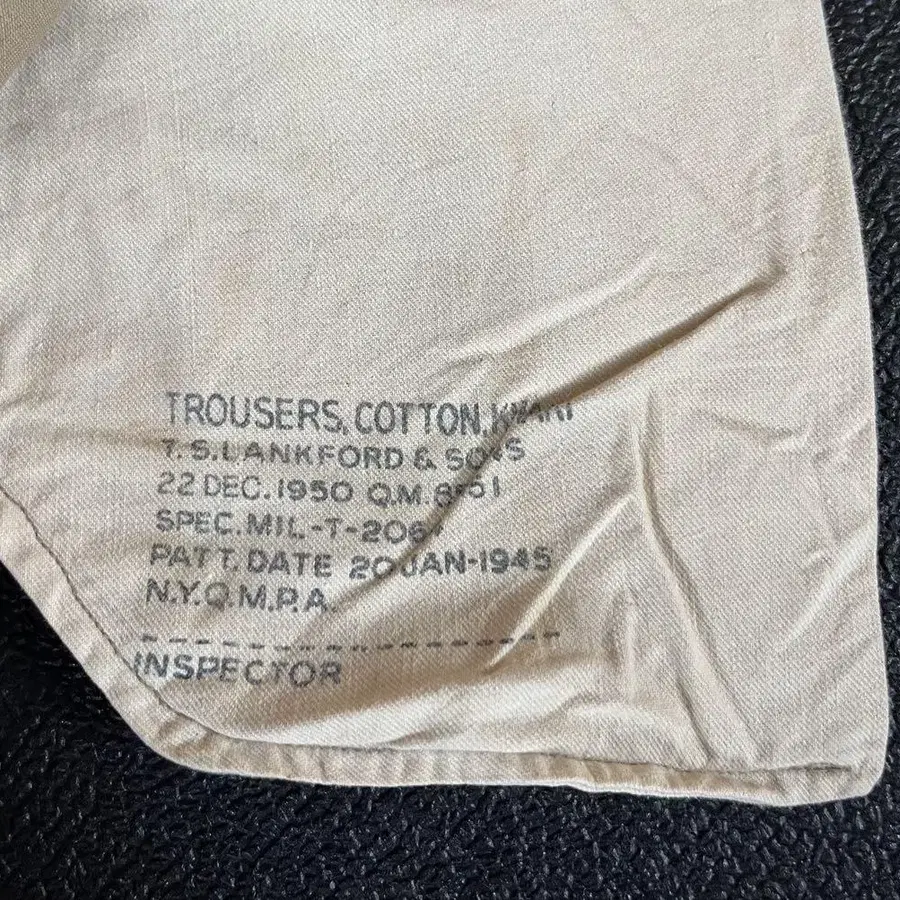 TROUSERS, COTTON, KHAKI
T. S. LANKFORD & SONS
22 DEC. 1950 Q.M.
SPEC. MIL.-T-206
PATT. DATE 20 JAN-1945
N.Y.Q.M.P.A.
INSPECTOR